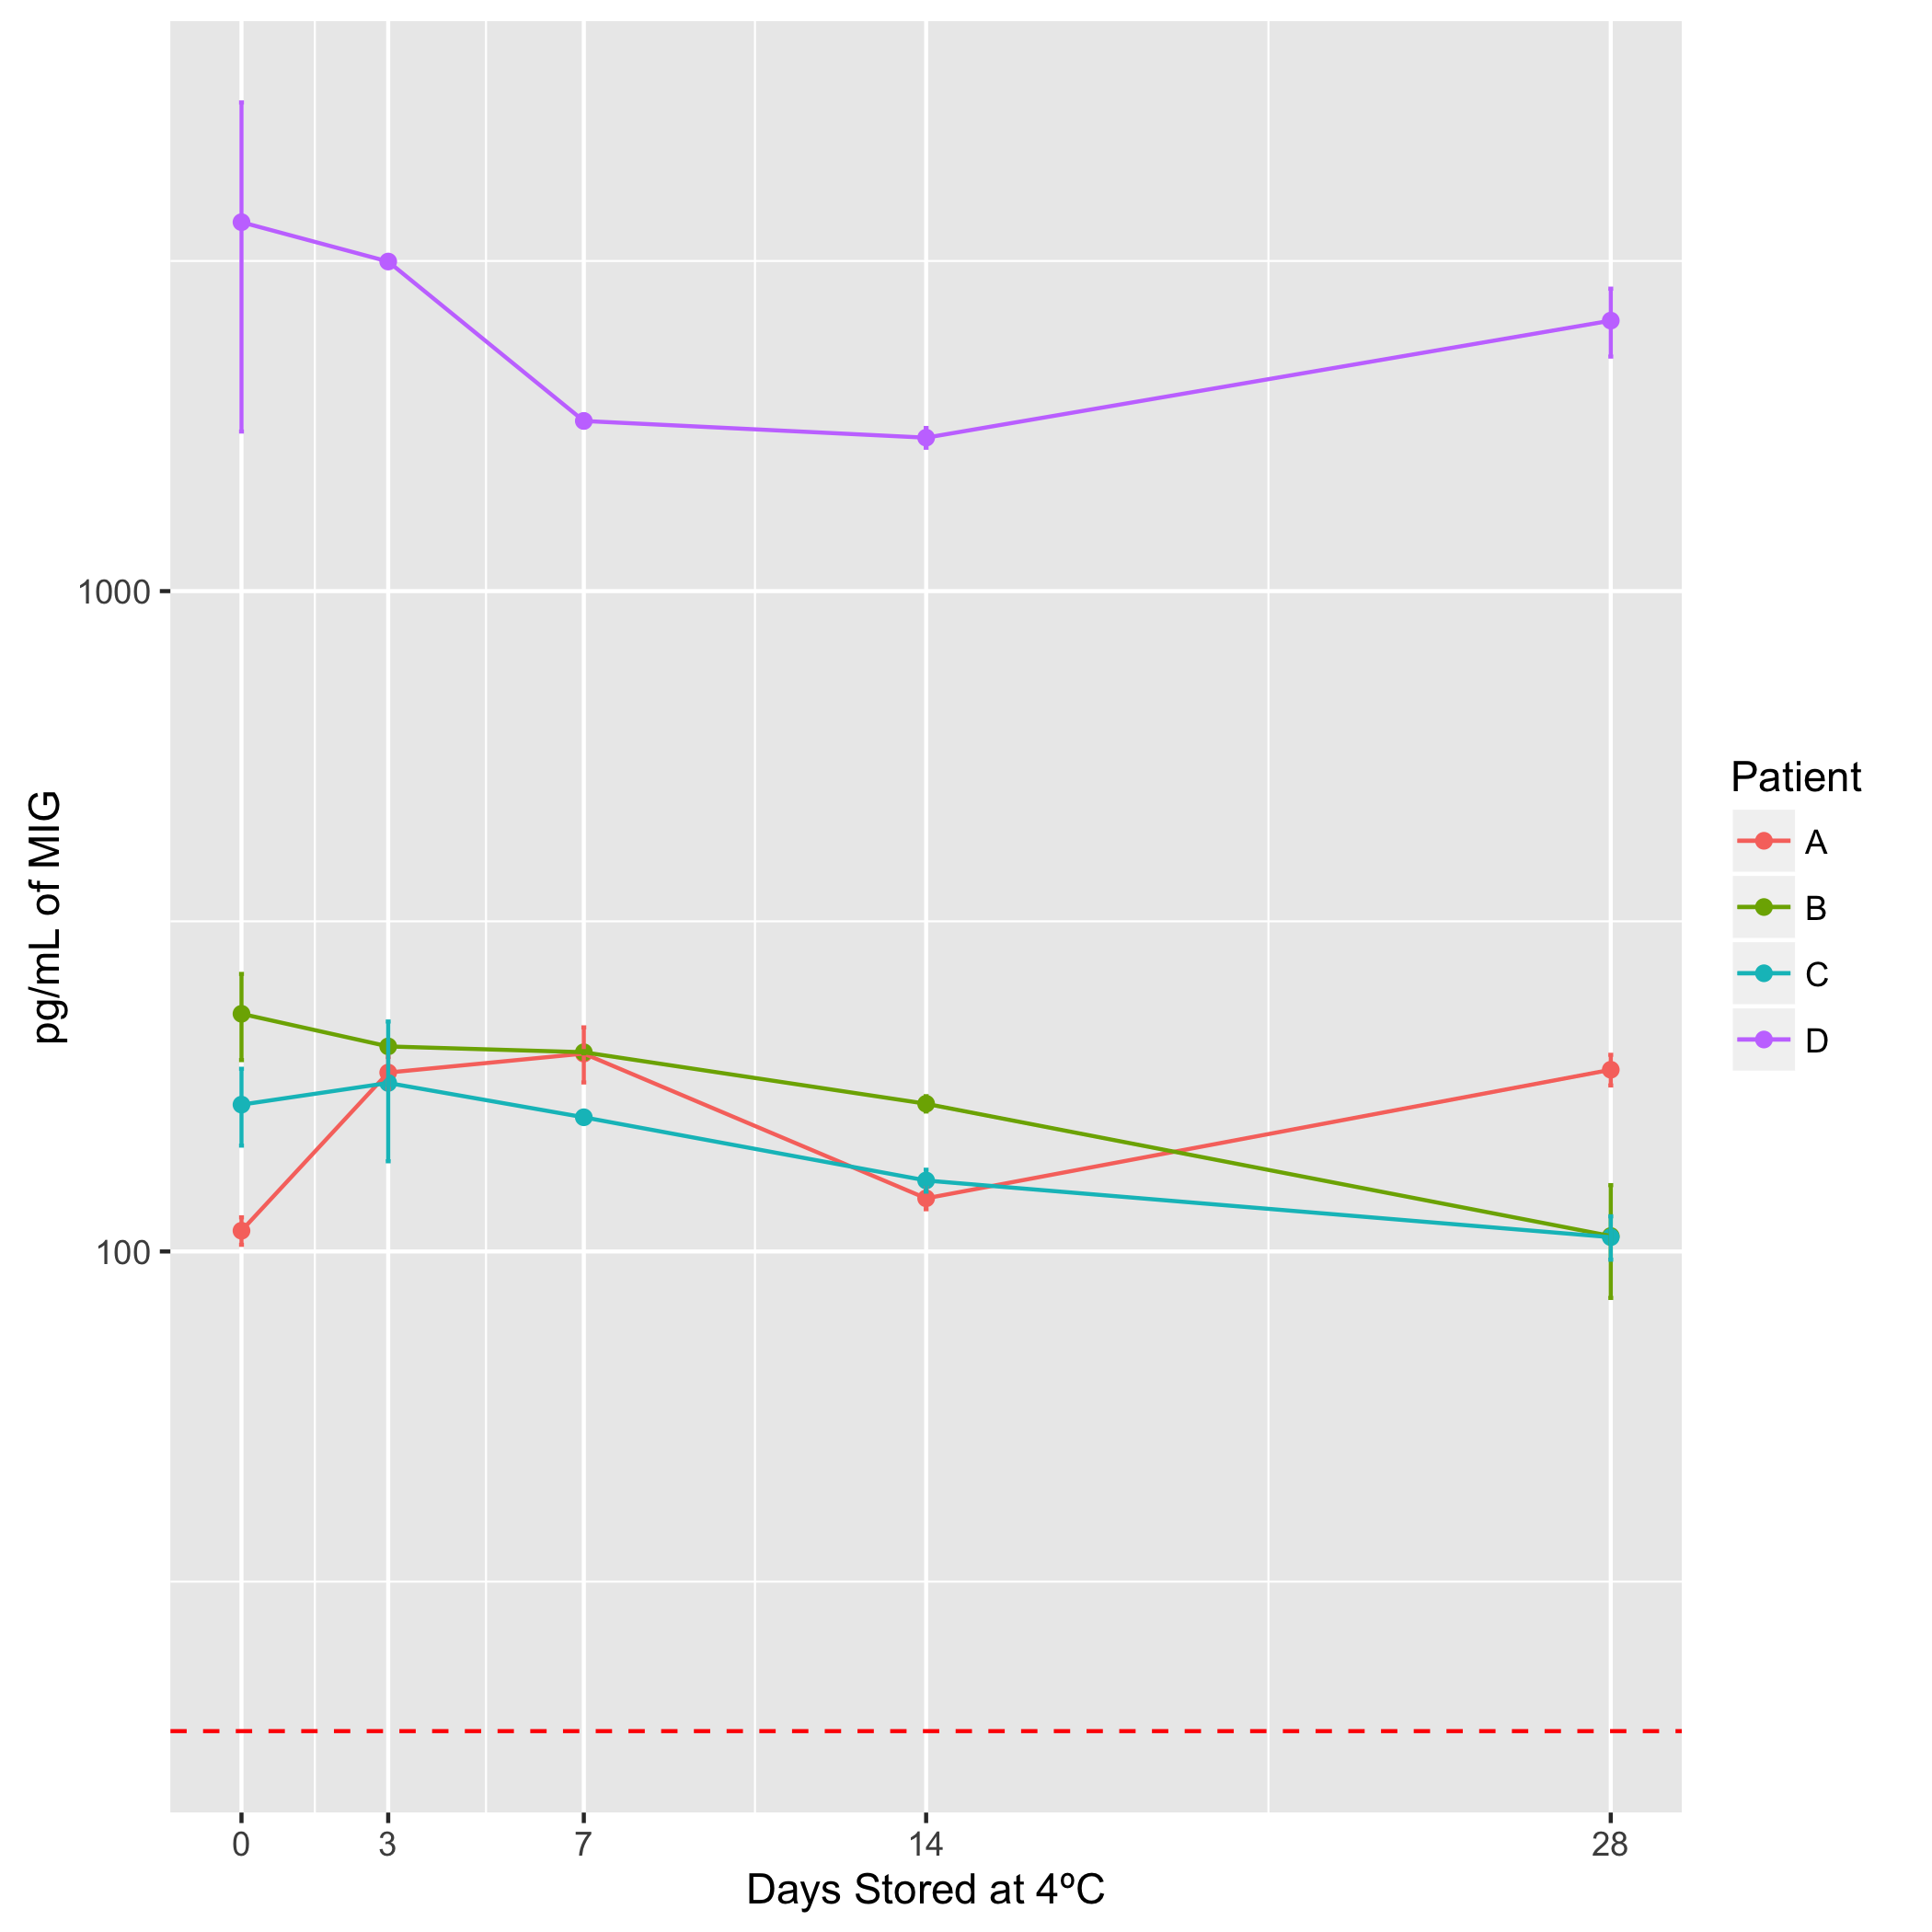 pg/mL of MIG
1000
100
0 3 7 14 28
Days Stored at 4ºC
Patient
A
B
C
D